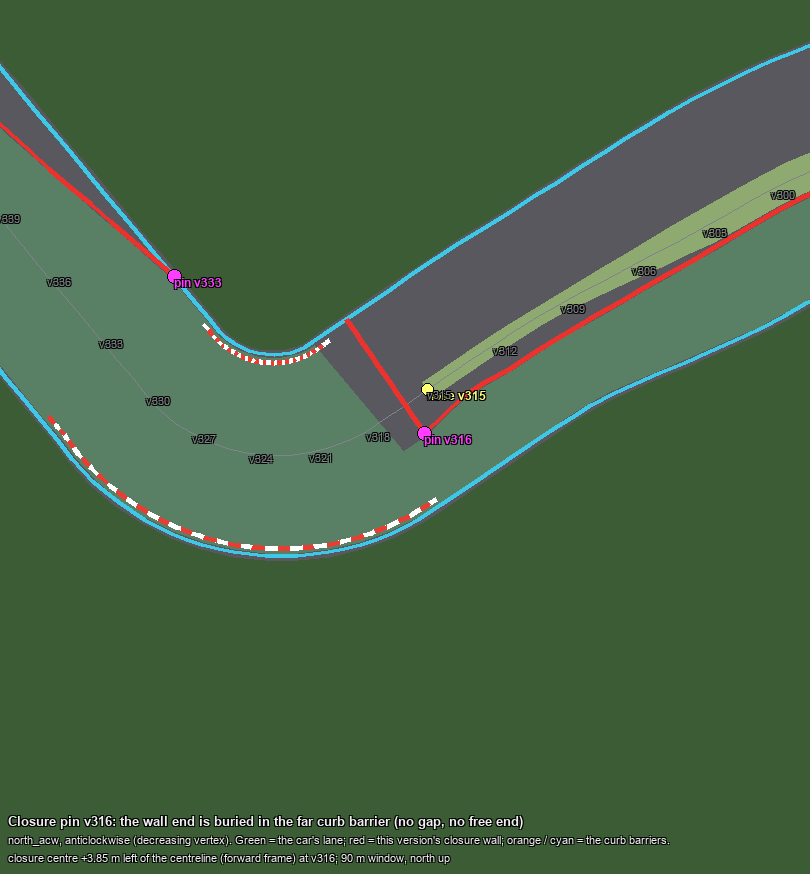 v300
v339
v303
v306
v336
pin v333
v309
v333
v312
v315
v315
v330
v318
pin v316
v327
v324
v321
Closure pin v316: the wall end is buried in the far curb barrier (no gap, no free end)
north_acw, anticlockwise (decreasing vertex). Green = the car's lane; red = this version's closure wall; orange / cyan = the curb barriers.
closure centre +3.85 m left of the centreline (forward frame) at v316; 90 m window, north up